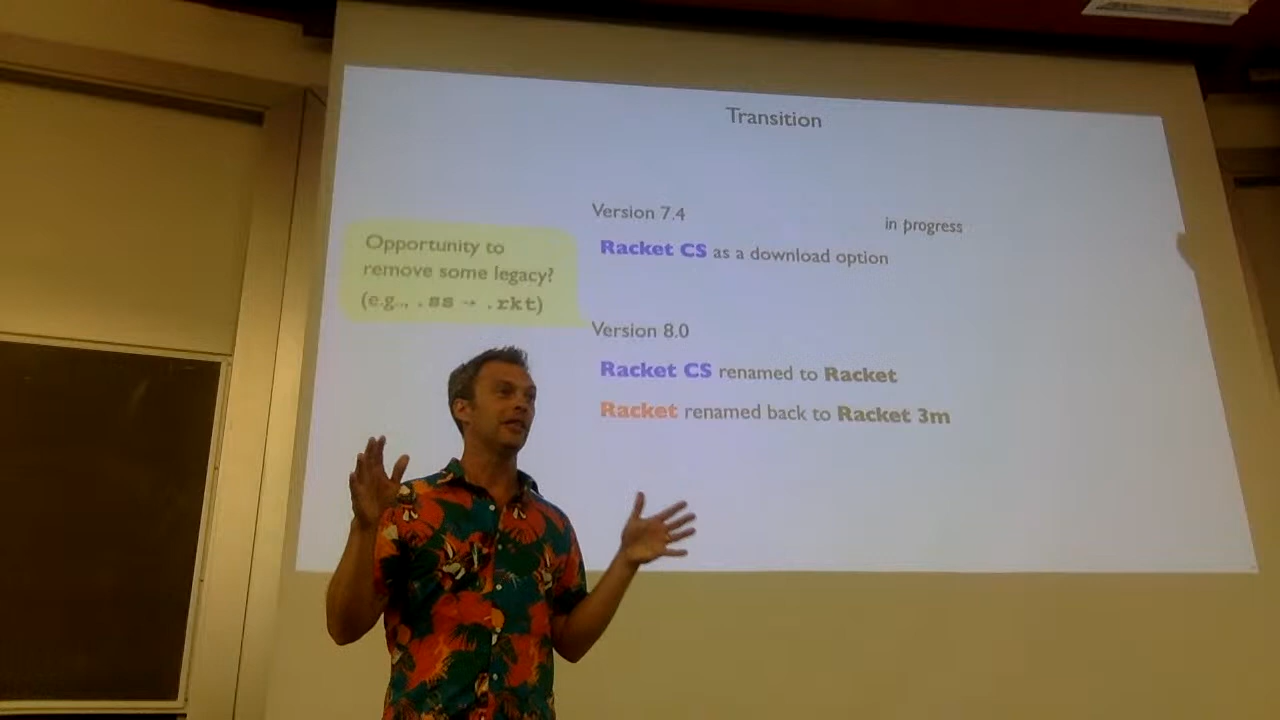 Transition
Version 7.4
in progress
Racket CS as a download option
Opportunity to
remove some legacy?
(e.g., .ss → .rkt)
Version 8.0
Racket CS renamed to Racket
Racket renamed back to Racket 3m